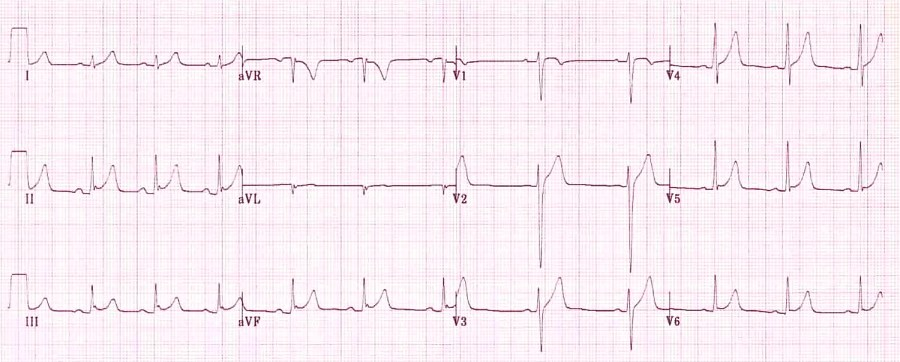 I aVR V1 V4
II aVL V2 V5
III aVF V3 V6